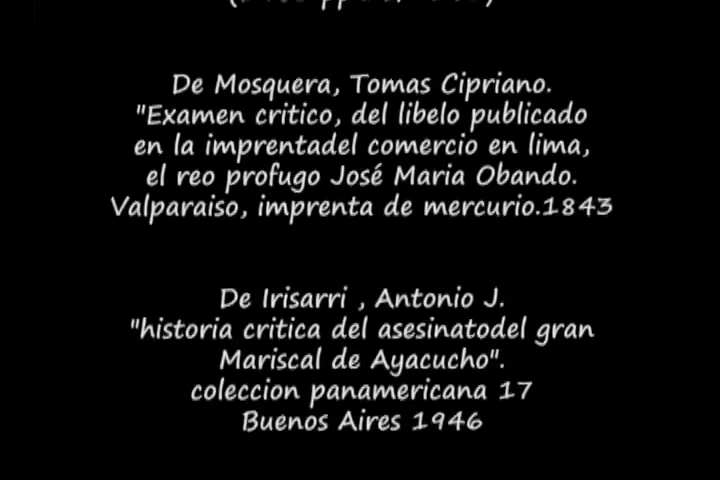 De Mosquera, Tomas Cipriano.
"Examen critico, del libelo publicado
en la imprentadel comercio en lima,
el reo profugo José Maria Obando.
Valparaiso, imprenta de mercurio.1843
De Irisarri , Antonio J.
"historia critica del asesinatodel gran
Mariscal de Ayacucho".
coleccion panamericana 17
Buenos Aires 1946